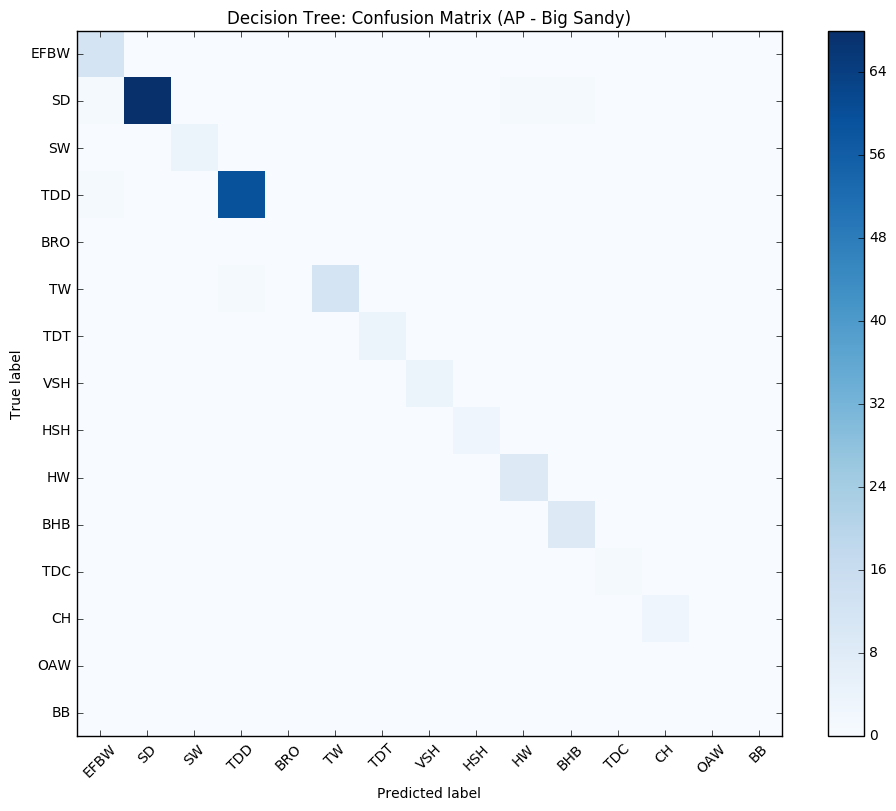 Decision Tree: Confusion Matrix (AP - Big Sandy)
True label
EFBW
SD
SW
TDD
BRO
TW
TDT
VSH
HSH
HW
BHB
TDC
CH
OAW
BB
EFBW SD SW TDD BRO TW TDT VSH HSH HW BHB TDC CH OAW BB
Predicted label
64
56
48
40
32
24
16
8
0